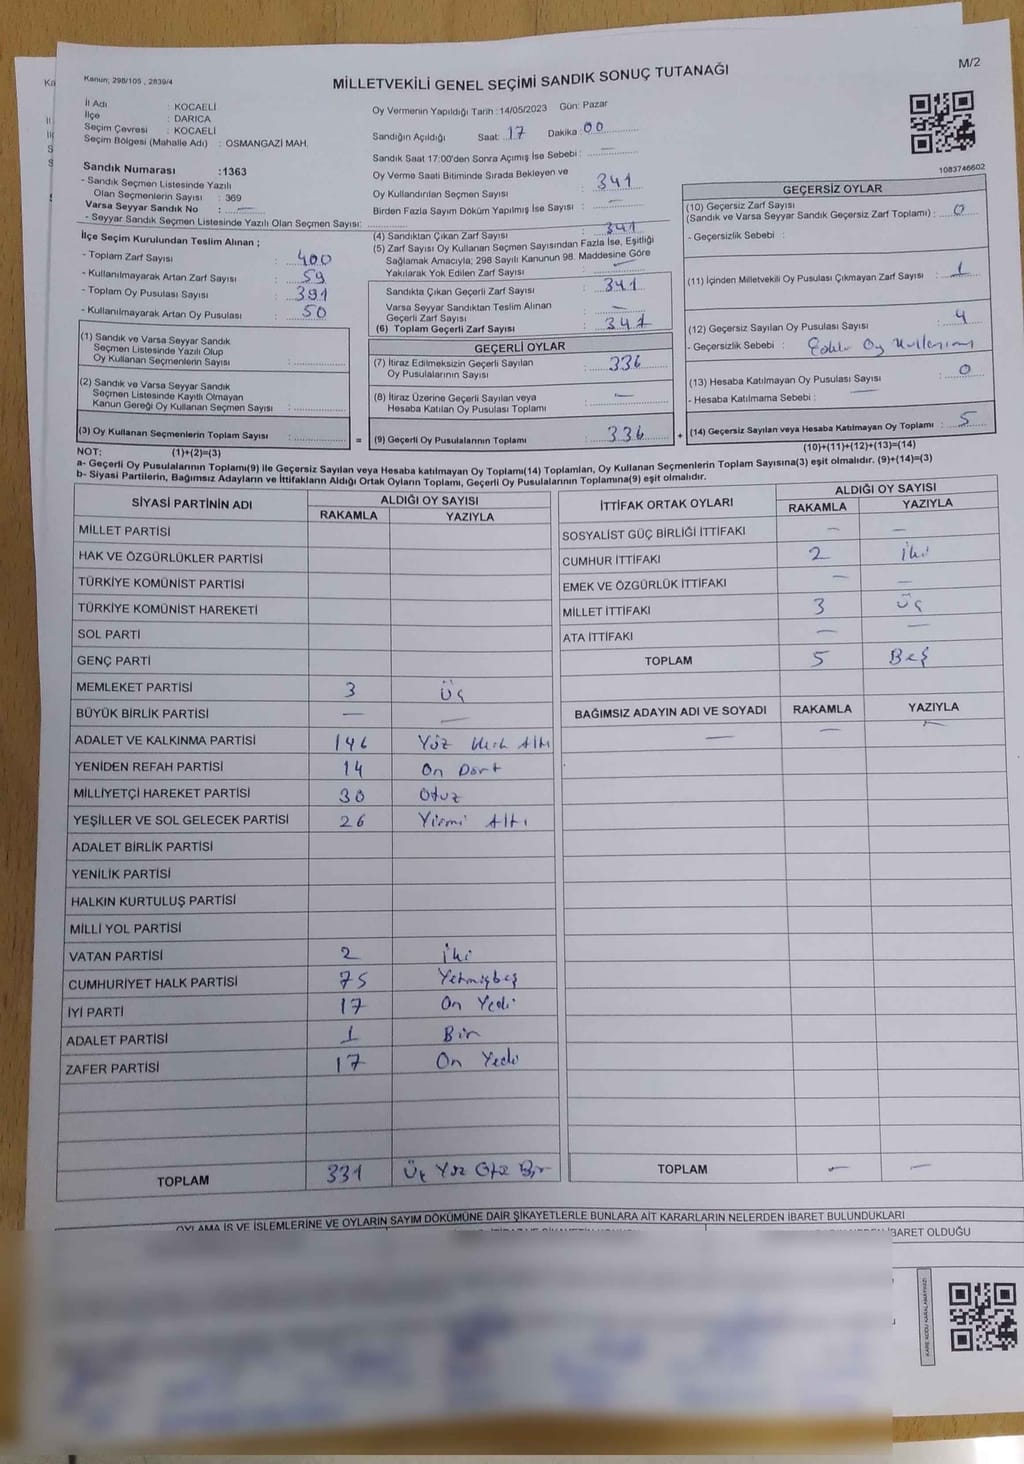 Kanun; 298/105 , 2839/4
MİLLETVEKİLİ GENEL SEÇİMİ SANDIK SONUÇ TUTANAĞI
M/2
İl Adı : KOCAELİ
İlçe : DARICA
Seçim Çevresi : KOCAELİ
Seçim Bölgesi (Mahalle Adı) : OSMANGAZİ MAH.
Sandık Numarası :1363
- Sandık Seçmen Listesinde Yazılı
Olan Seçmenlerin Sayısı : 369
Varsa Seyyar Sandık No : —
- Seyyar Sandık Seçmen Listesinde Yazılı Olan Seçmen Sayısı:
İlçe Seçim Kurulundan Teslim Alınan ;
- Toplam Zarf Sayısı : 400
- Kullanılmayarak Artan Zarf Sayısı : 59
- Toplam Oy Pusulası Sayısı : 391
- Kullanılmayarak Artan Oy Pusulası : 50
(1) Sandık ve Varsa Seyyar Sandık
Seçmen Listesinde Yazılı Olup
Oy Kullanan Seçmenlerin Sayısı :
(2) Sandık ve Varsa Seyyar Sandık
Seçmen Listesinde Kayıtlı Olmayan
Kanun Gereği Oy Kullanan Seçmen Sayısı :
(3) Oy Kullanan Seçmenlerin Toplam Sayısı :
(1)+(2)=(3)
Oy Vermenin Yapıldığı Tarih : 14/05/2023 Gün: Pazar
Sandığın Açıldığı Saat: 17 Dakika : 00
Sandık Saat 17:00'den Sonra Açımış İse Sebebi : —
Oy Verme Saati Bitiminde Sırada Bekleyen ve
Oy Kullandırılan Seçmen Sayısı : 341
Birden Fazla Sayım Döküm Yapılmış İse Sayısı : —
(4) Sandıktan Çıkan Zarf Sayısı : 341
(5) Zarf Sayısı Oy Kullanan Seçmen Sayısından Fazla İse, Eşitliği
Sağlamak Amacıyla; 298 Sayılı Kanunun 98. Maddesine Göre
Yakılarak Yok Edilen Zarf Sayısı : —
Sandıkta Çıkan Geçerli Zarf Sayısı : 341
Varsa Seyyar Sandıktan Teslim Alınan
Geçerli Zarf Sayısı : —
(6) Toplam Geçerli Zarf Sayısı : 341
GEÇERLİ OYLAR
(7) İtiraz Edilmeksizin Geçerli Sayılan
Oy Pusulalarının Sayısı : 336
(8) İtiraz Üzerine Geçerli Sayılan veya
Hesaba Katılan Oy Pusulası Toplamı : —
= (9) Geçerli Oy Pusulalarının Toplamı : 336 +
1083746602
GEÇERSİZ OYLAR
(10) Geçersiz Zarf Sayısı
(Sandık ve Varsa Seyyar Sandık Geçersiz Zarf Toplamı) : 0
- Geçersizlik Sebebi :
(11) İçinden Milletvekili Oy Pusulası Çıkmayan Zarf Sayısı : 1
(12) Geçersiz Sayılan Oy Pusulası Sayısı : 4
- Geçersizlik Sebebi : Oy Kullanımı
(13) Hesaba Katılmayan Oy Pusulası Sayısı : 0
- Hesaba Katılmama Sebebi : —
(14) Geçersiz Sayılan veya Hesaba Katılmayan Oy Toplamı : 5
(10)+(11)+(12)+(13)=(14)
NOT:
a- Geçerli Oy Pusulalarının Toplamı(9) ile Geçersiz Sayılan veya Hesaba katılmayan Oy Toplamı(14) Toplamları, Oy Kullanan Seçmenlerin Toplam Sayısına(3) eşit olmalıdır. (9)+(14)=(3)
b- Siyasi Partilerin, Bağımsız Adayların ve İttifakların Aldığı Ortak Oyların Toplamı, Geçerli Oy Pusulalarının Toplamına(9) eşit olmalıdır.
SİYASİ PARTİNİN ADI ALDIĞI OY SAYISI
RAKAMLA YAZIYLA
MİLLET PARTİSİ
HAK VE ÖZGÜRLÜKLER PARTİSİ
TÜRKİYE KOMÜNİST PARTİSİ
TÜRKİYE KOMÜNİST HAREKETİ
SOL PARTİ
GENÇ PARTİ
MEMLEKET PARTİSİ 3 Üç
BÜYÜK BİRLİK PARTİSİ — —
ADALET VE KALKINMA PARTİSİ 146 Yüz Kırk Altı
YENİDEN REFAH PARTİSİ 14 On Dört
MİLLİYETÇİ HAREKET PARTİSİ 30 Otuz
YEŞİLLER VE SOL GELECEK PARTİSİ 26 Yirmi Altı
ADALET BİRLİK PARTİSİ
YENİLİK PARTİSİ
HALKIN KURTULUŞ PARTİSİ
MİLLİ YOL PARTİSİ
VATAN PARTİSİ 2 İki
CUMHURİYET HALK PARTİSİ 75 Yetmişbeş
İYİ PARTİ 17 On Yedi
ADALET PARTİSİ 1 Bir
ZAFER PARTİSİ 17 On Yedi
TOPLAM 331 Üç Yüz Otuz Bir
İTTİFAK ORTAK OYLARI ALDIĞI OY SAYISI
RAKAMLA YAZIYLA
SOSYALİST GÜÇ BİRLİĞİ İTTİFAKI — —
CUMHUR İTTİFAKI 2 İki
EMEK VE ÖZGÜRLÜK İTTİFAKI — —
MİLLET İTTİFAKI 3 Üç
ATA İTTİFAKI — —
TOPLAM 5 Beş
BAĞIMSIZ ADAYIN ADI VE SOYADI RAKAMLA YAZIYLA
— — —
TOPLAM — —
OYLAMA İŞ VE İŞLEMLERİNE VE OYLARIN SAYIM DÖKÜMÜNE DAİR ŞİKAYETLERLE BUNLARA AİT KARARLARIN NELERDEN İBARET BULUNDUKLARI
İBARET OLDUĞU
KARE KODU KARALAMAYINIZ!